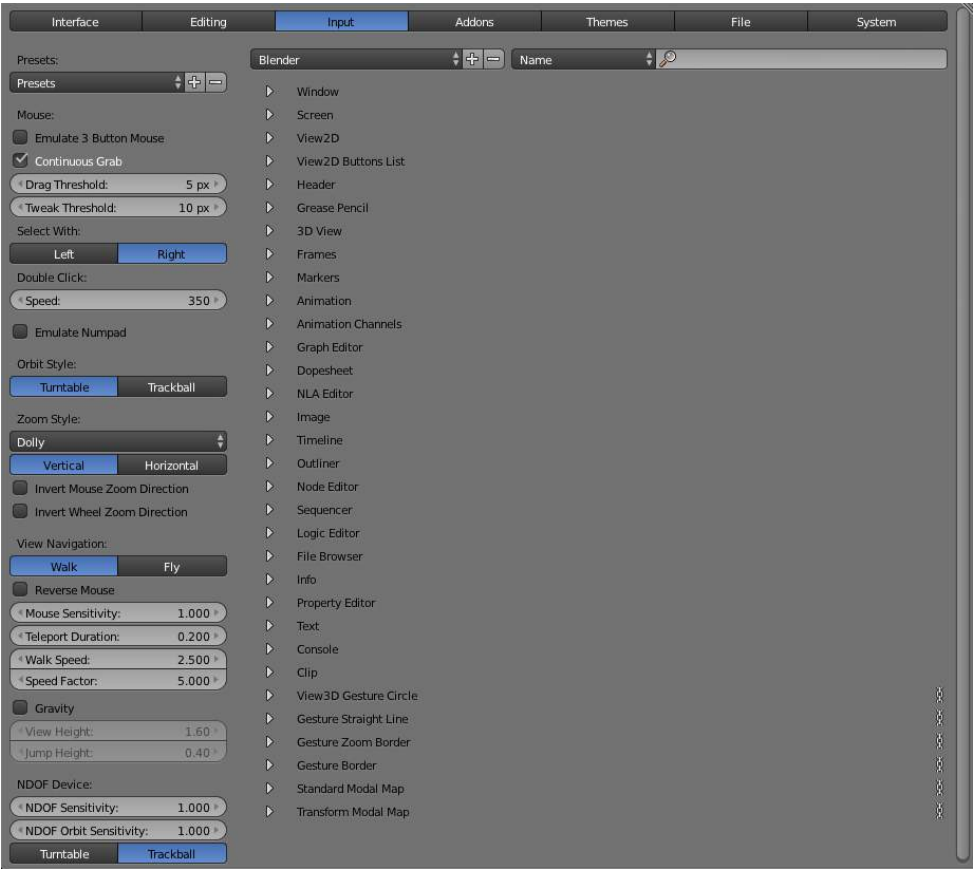 Interface Editing Input Addons Themes File System
Presets:
Presets
Mouse:
Emulate 3 Button Mouse
Continuous Grab
Drag Threshold: 5 px
Tweak Threshold: 10 px
Select With:
Left Right
Double Click:
Speed: 350
Emulate Numpad
Orbit Style:
Turntable Trackball
Zoom Style:
Dolly
Vertical Horizontal
Invert Mouse Zoom Direction
Invert Wheel Zoom Direction
View Navigation:
Walk Fly
Reverse Mouse
Mouse Sensitivity: 1.000
Teleport Duration: 0.200
Walk Speed: 2.500
Speed Factor: 5.000
Gravity
View Height: 1.60
Jump Height: 0.40
NDOF Device:
NDOF Sensitivity: 1.000
NDOF Orbit Sensitivity: 1.000
Turntable Trackball
Blender Name
Window
Screen
View2D
View2D Buttons List
Header
Grease Pencil
3D View
Frames
Markers
Animation
Animation Channels
Graph Editor
Dopesheet
NLA Editor
Image
Timeline
Outliner
Node Editor
Sequencer
Logic Editor
File Browser
Info
Property Editor
Text
Console
Clip
View3D Gesture Circle
Gesture Straight Line
Gesture Zoom Border
Gesture Border
Standard Modal Map
Transform Modal Map